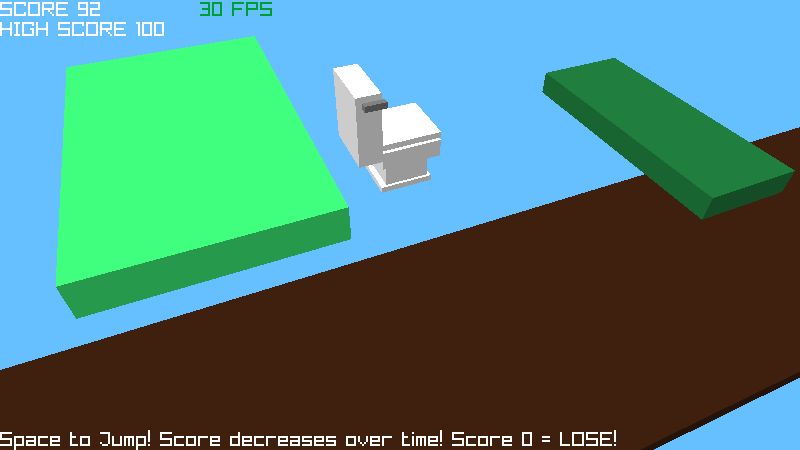 SCORE 92
30 FPS
HIGH SCORE 100
Space to Jump! Score decreases over time! Score 0 = LOSE!